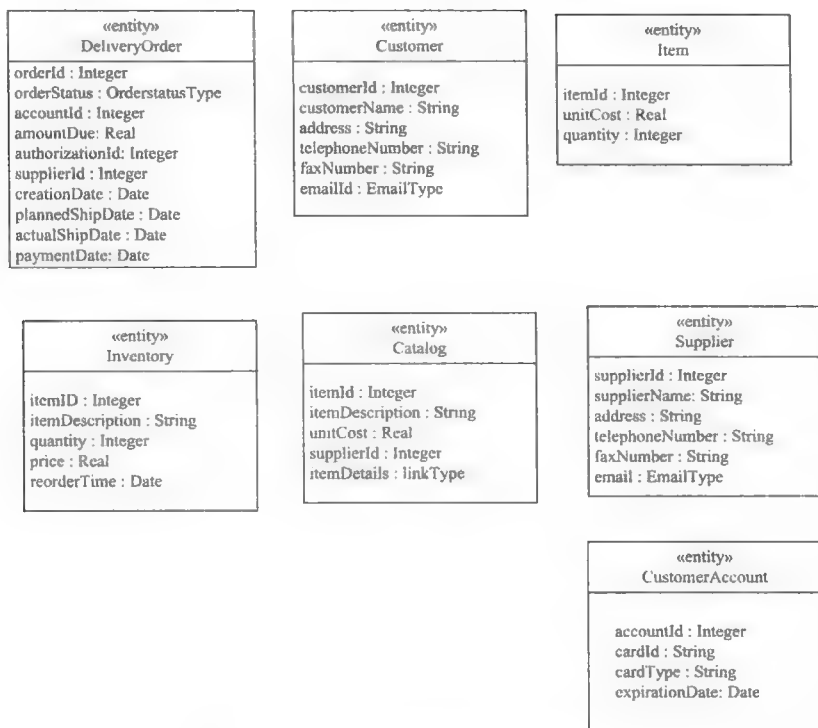 «entity»
DeliveryOrder
orderId : Integer
orderStatus : OrderstatusType
accountId : Integer
amountDue: Real
authorizationId: Integer
supplierId : Integer
creationDate : Date
plannedShipDate : Date
actualShipDate : Date
paymentDate: Date
«entity»
Customer
customerId : Integer
customerName : String
address : String
telephoneNumber : String
faxNumber : String
emailId : EmailType
«entity»
Item
itemId : Integer
unitCost : Real
quantity : Integer
«entity»
Inventory
itemID : Integer
itemDescription : String
quantity : Integer
price : Real
reorderTime : Date
«entity»
Catalog
itemId : Integer
itemDescription : String
unitCost : Real
supplierId : Integer
itemDetails : linkType
«entity»
Supplier
supplierId : Integer
supplierName: String
address : String
telephoneNumber : String
faxNumber : String
email : EmailType
«entity»
CustomerAccount
accountId : Integer
cardId : String
cardType : String
expirationDate: Date